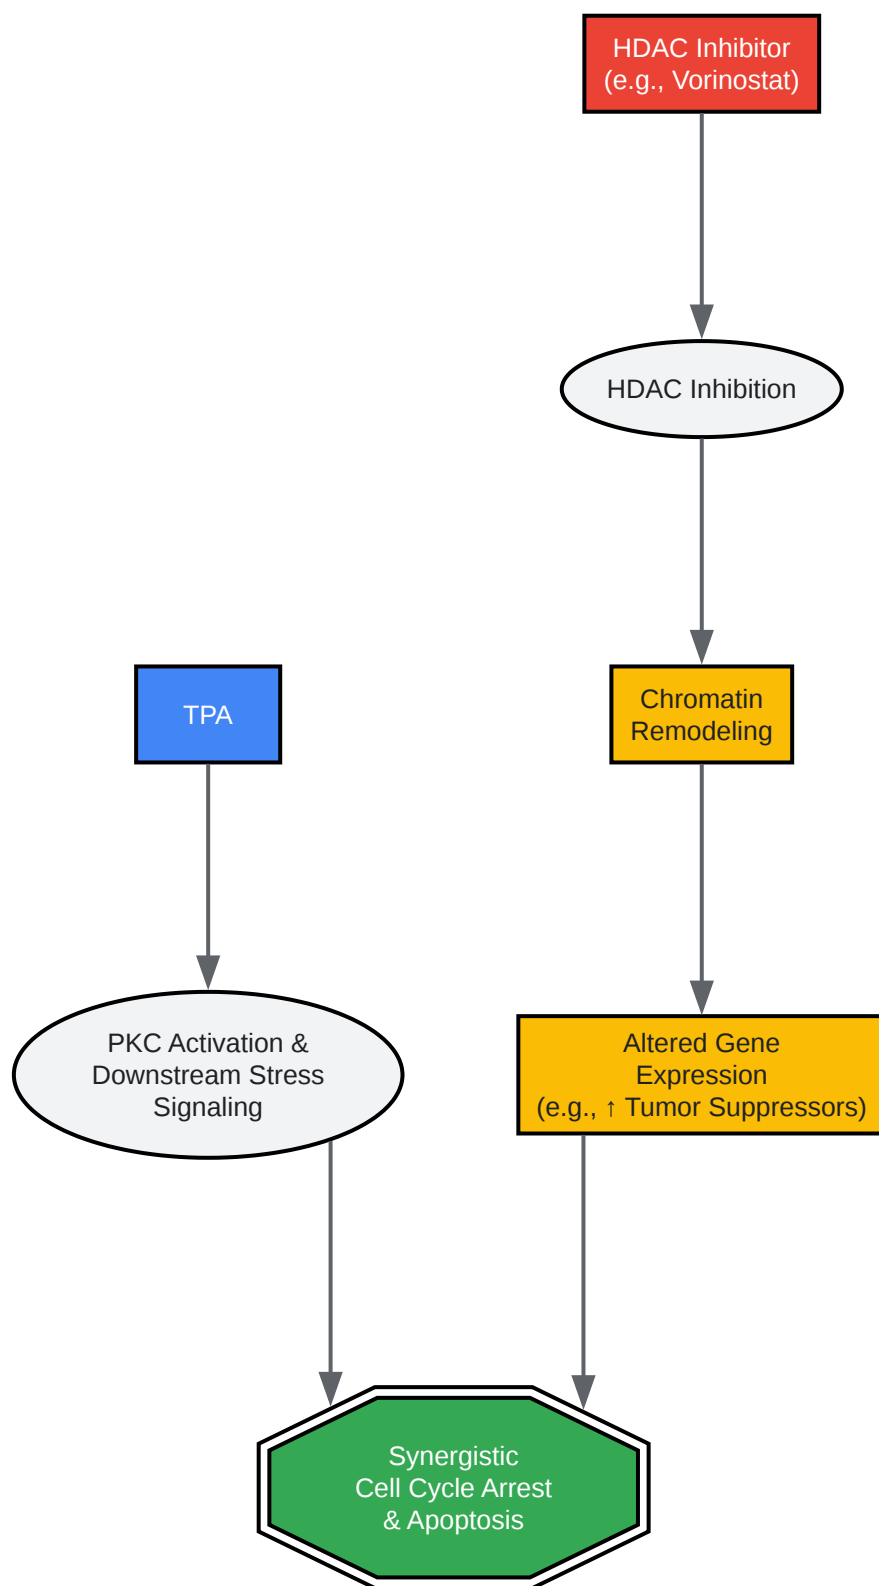 HDAC Inhibitor
(e.g., Vorinostat)
HDAC Inhibition
TPA
Chromatin
Remodeling
PKC Activation &
Downstream Stress
Signaling
Altered Gene
Expression
(e.g., ↑ Tumor Suppressors)
Synergistic
Cell Cycle Arrest
& Apoptosis